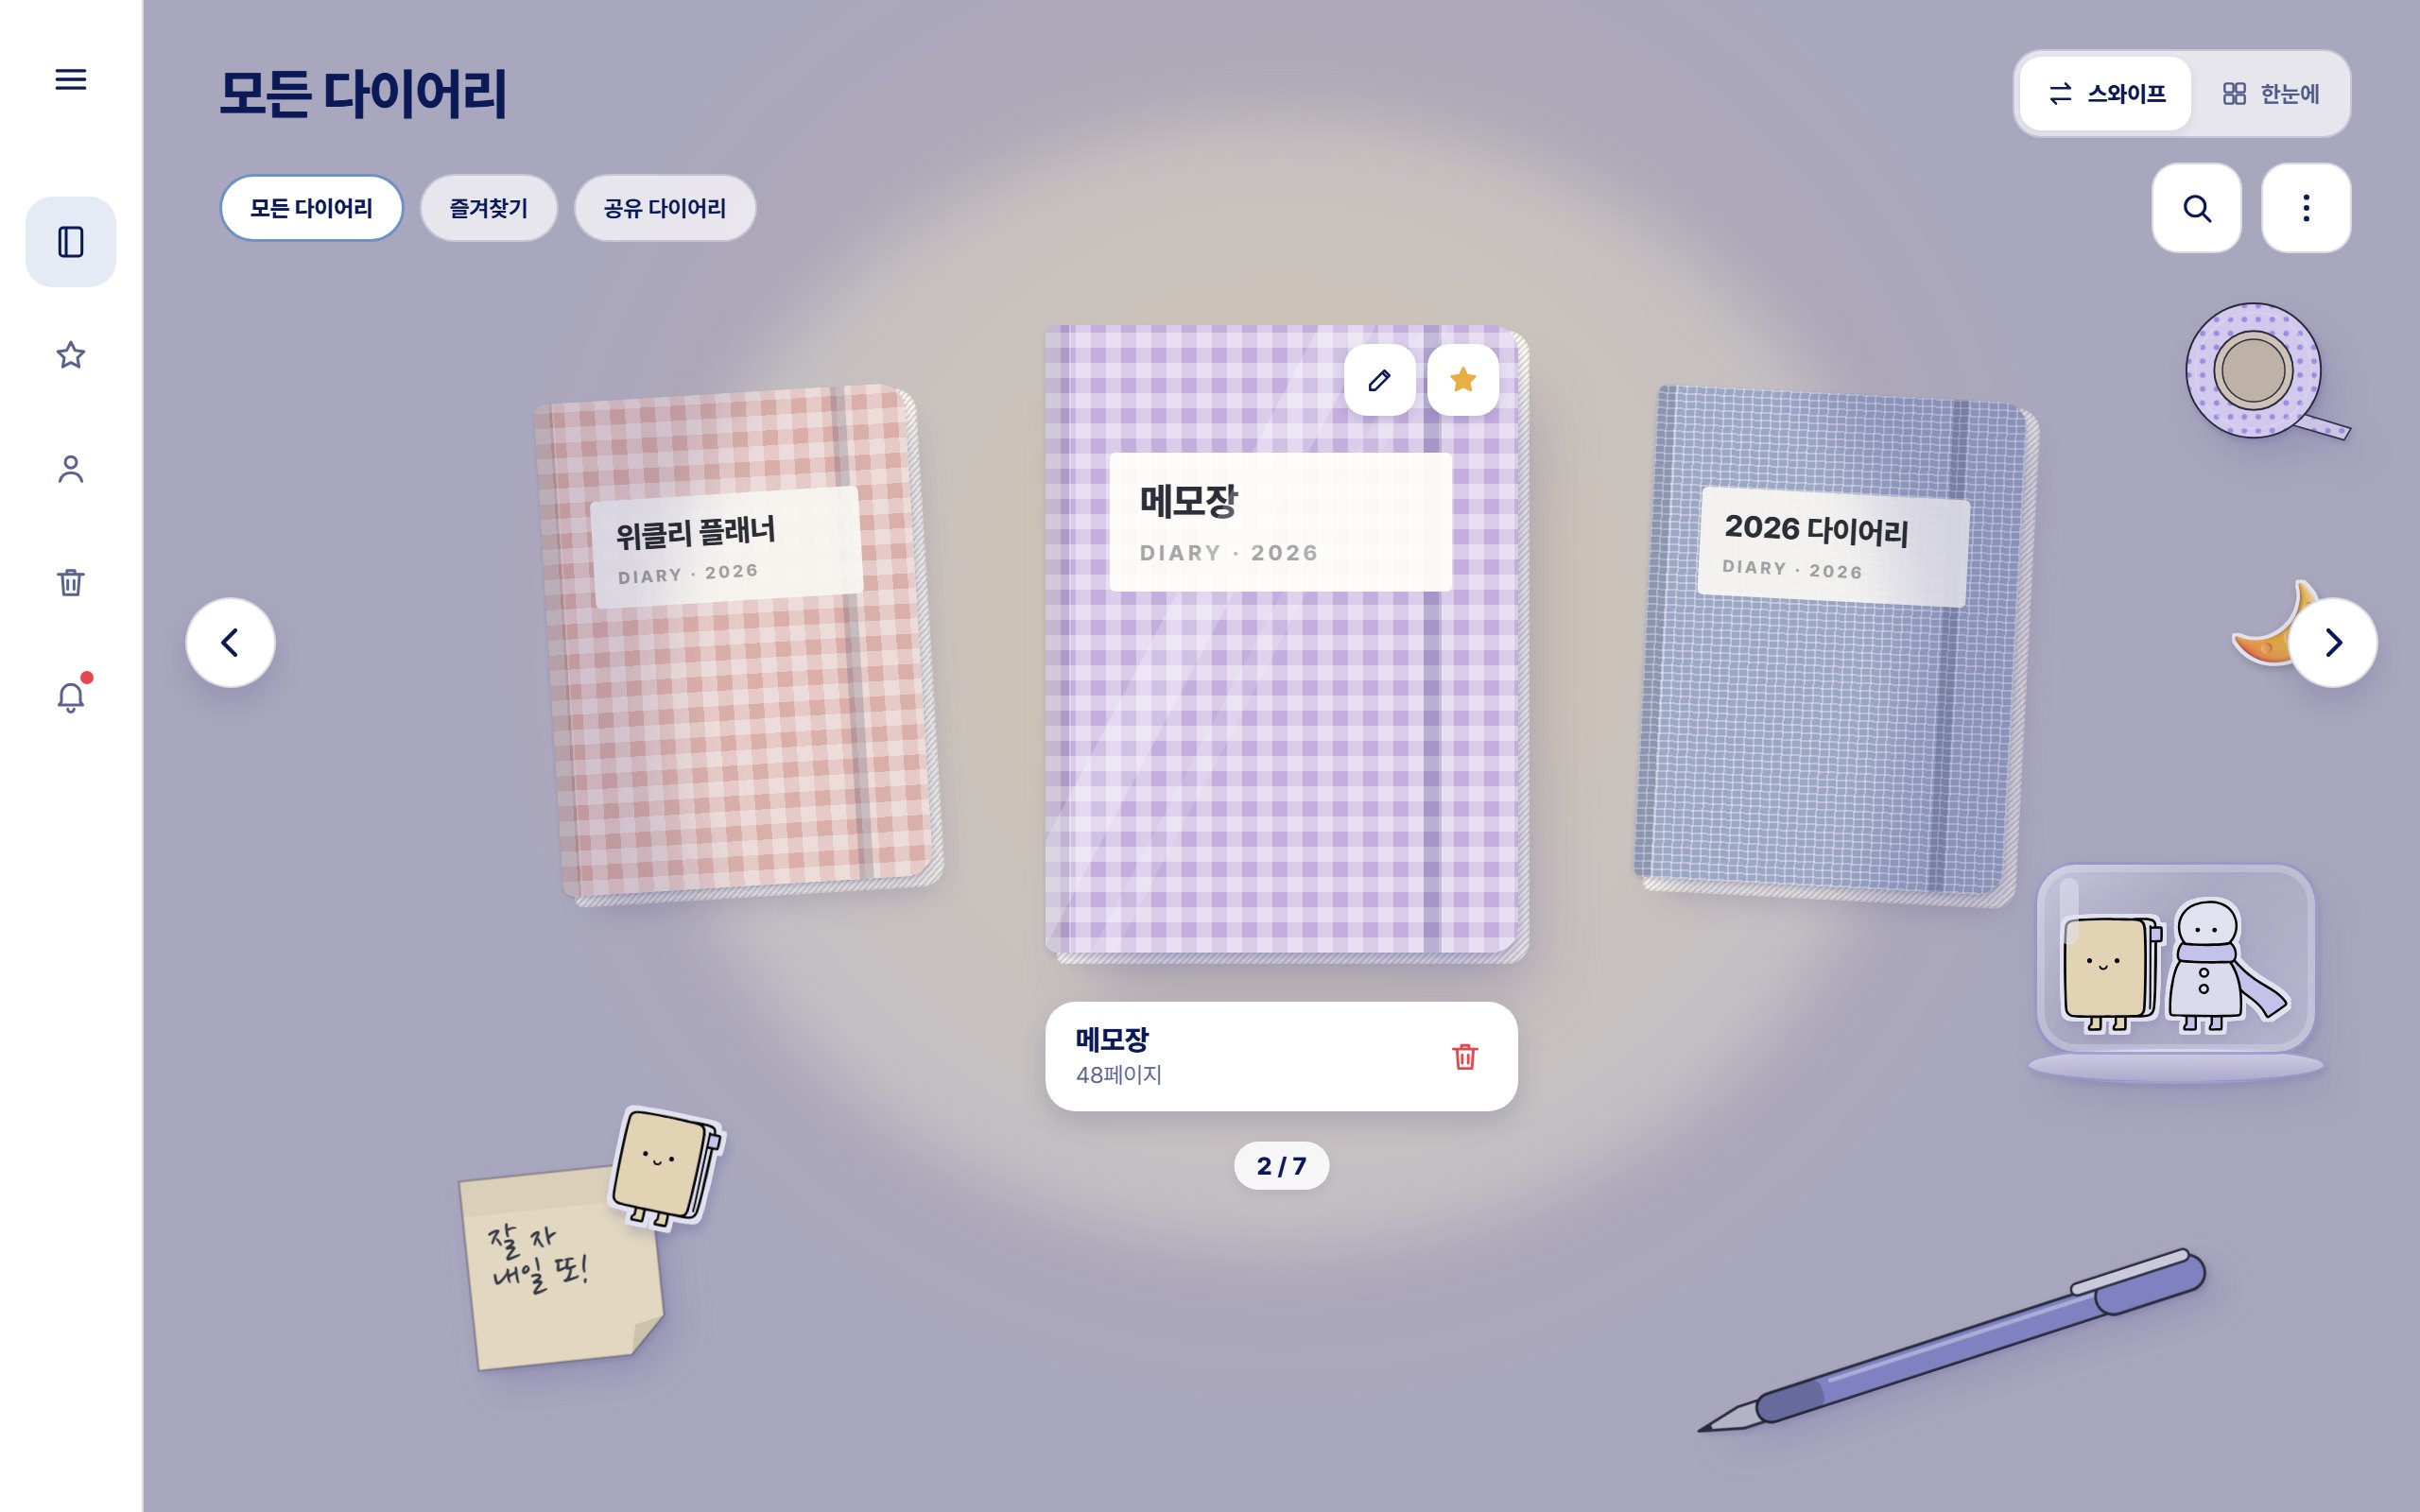 모든 다이어리
스와이프
한눈에
모든 다이어리
즐겨찾기
공유 다이어리
위클리 플래너
DIARY · 2026
메모장
DIARY · 2026
2026 다이어리
DIARY · 2026
메모장
48페이지
2 / 7
잘 자
내일 또!